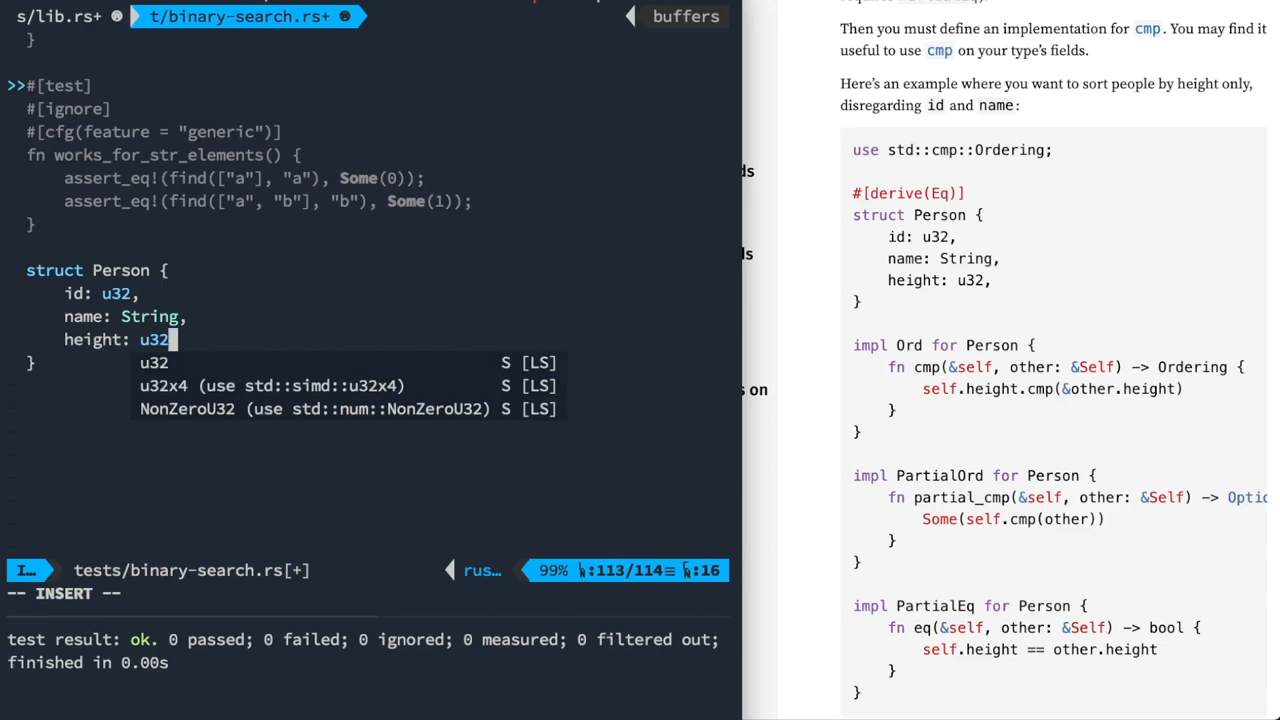 s/lib.rs+ t/binary-search.rs+ buffers
}
>>#[test]
#[ignore]
#[cfg(feature = "generic")]
fn works_for_str_elements() {
assert_eq!(find(["a"], "a"), Some(0));
assert_eq!(find(["a", "b"], "b"), Some(1));
}
struct Person {
id: u32,
name: String,
height: u32
}
u32 S [LS]
u32x4 (use std::simd::u32x4) S [LS]
NonZeroU32 (use std::num::NonZeroU32) S [LS]
I… tests/binary-search.rs[+] rus… 99% ㏑:113/114≡ ℅:16
-- INSERT --
test result: ok. 0 passed; 0 failed; 0 ignored; 0 measured; 0 filtered out;
finished in 0.00s
ds
ds
s on
Then you must define an implementation for cmp. You may find it
useful to use cmp on your type's fields.
Here's an example where you want to sort people by height only,
disregarding id and name:
use std::cmp::Ordering;
#[derive(Eq)]
struct Person {
id: u32,
name: String,
height: u32,
}
impl Ord for Person {
fn cmp(&self, other: &Self) -> Ordering {
self.height.cmp(&other.height)
}
}
impl PartialOrd for Person {
fn partial_cmp(&self, other: &Self) -> Optio
Some(self.cmp(other))
}
}
impl PartialEq for Person {
fn eq(&self, other: &Self) -> bool {
self.height == other.height
}
}